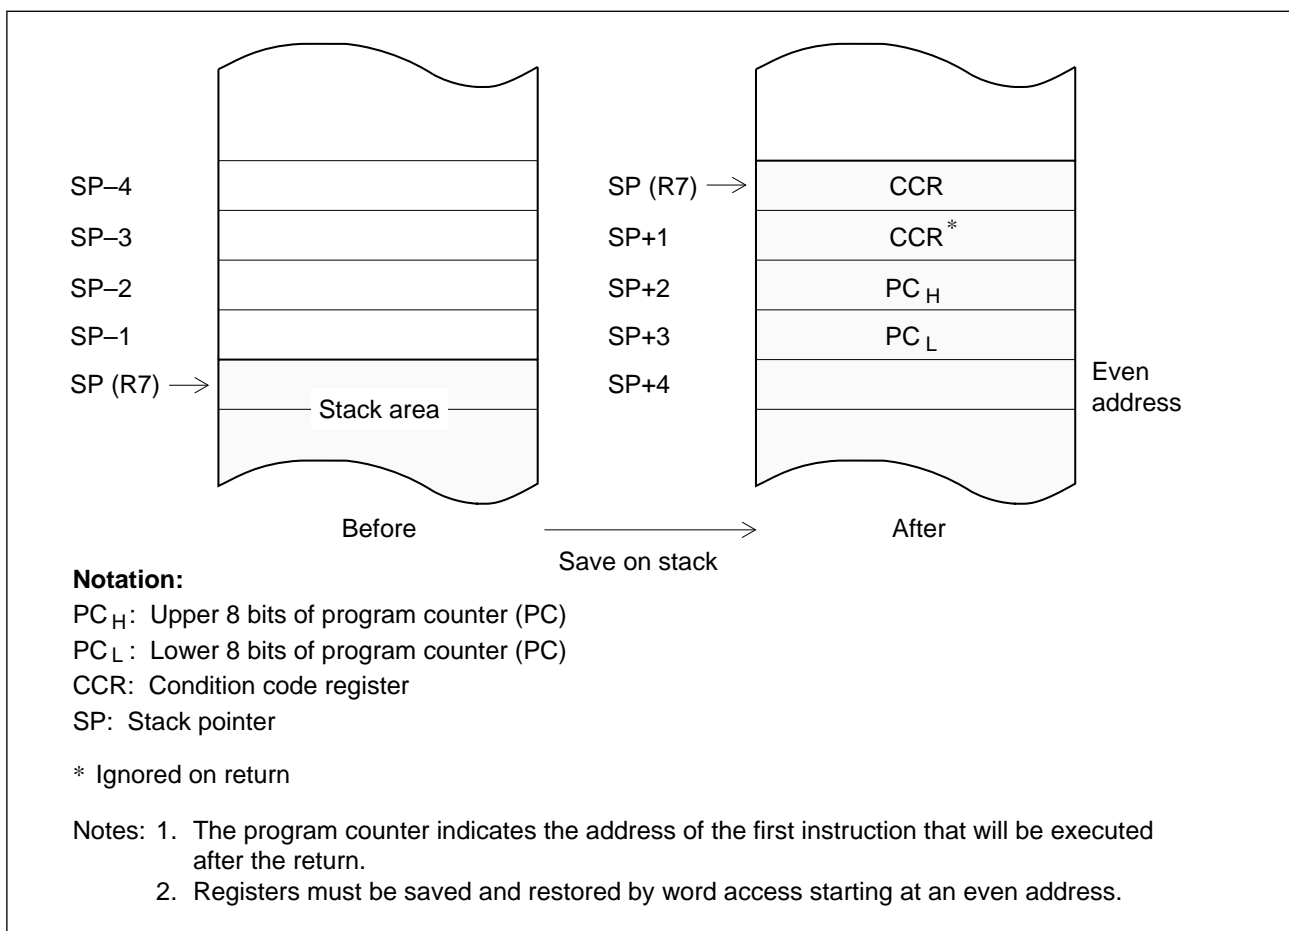 SP–4
SP–3
SP–2
SP–1
SP (R7)
Stack area
SP (R7)
SP+1
SP+2
SP+3
SP+4
CCR
CCR*
PC H
PC L
Even
address
Before
Save on stack
After
Notation:
PC H: Upper 8 bits of program counter (PC)
PC L: Lower 8 bits of program counter (PC)
CCR: Condition code register
SP: Stack pointer
* Ignored on return
Notes: 1. The program counter indicates the address of the first instruction that will be executed
after the return.
2. Registers must be saved and restored by word access starting at an even address.